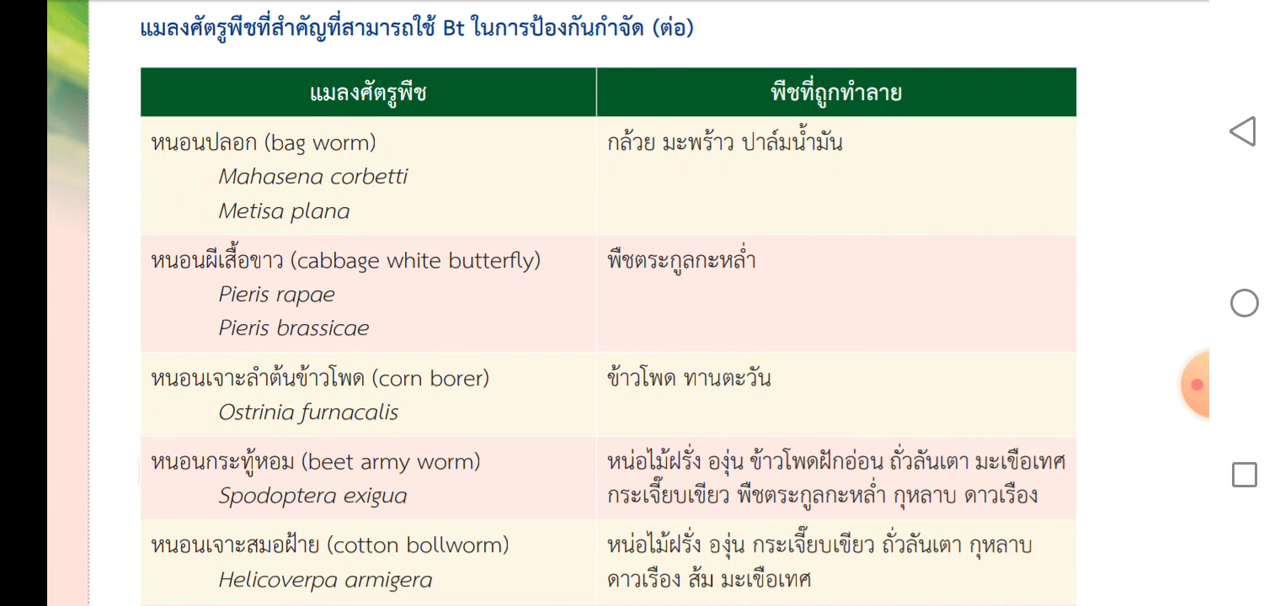 แมลงศัตรูพืชที่สำคัญที่สามารถใช้ Bt ในการป้องกันกำจัด (ต่อ)
แมลงศัตรูพืช
พืชที่ถูกทำลาย
หนอนปลอก (bag worm)
Mahasena corbetti
Metisa plana
กล้วย มะพร้าว ปาล์มน้ำมัน
หนอนผีเสื้อขาว (cabbage white butterfly)
Pieris rapae
Pieris brassicae
พืชตระกูลกะหล่ำ
หนอนเจาะลำต้นข้าวโพด (corn borer)
Ostrinia furnacalis
ข้าวโพด ทานตะวัน
หนอนกระทู้หอม (beet army worm)
Spodoptera exigua
หน่อไม้ฝรั่ง องุ่น ข้าวโพดฝักอ่อน ถั่วลันเตา มะเขือเทศ
กระเจี๊ยบเขียว พืชตระกูลกะหล่ำ กุหลาบ ดาวเรือง
หนอนเจาะสมอฝ้าย (cotton bollworm)
Helicoverpa armigera
หน่อไม้ฝรั่ง องุ่น กระเจี๊ยบเขียว ถั่วลันเตา กุหลาบ
ดาวเรือง ส้ม มะเขือเทศ